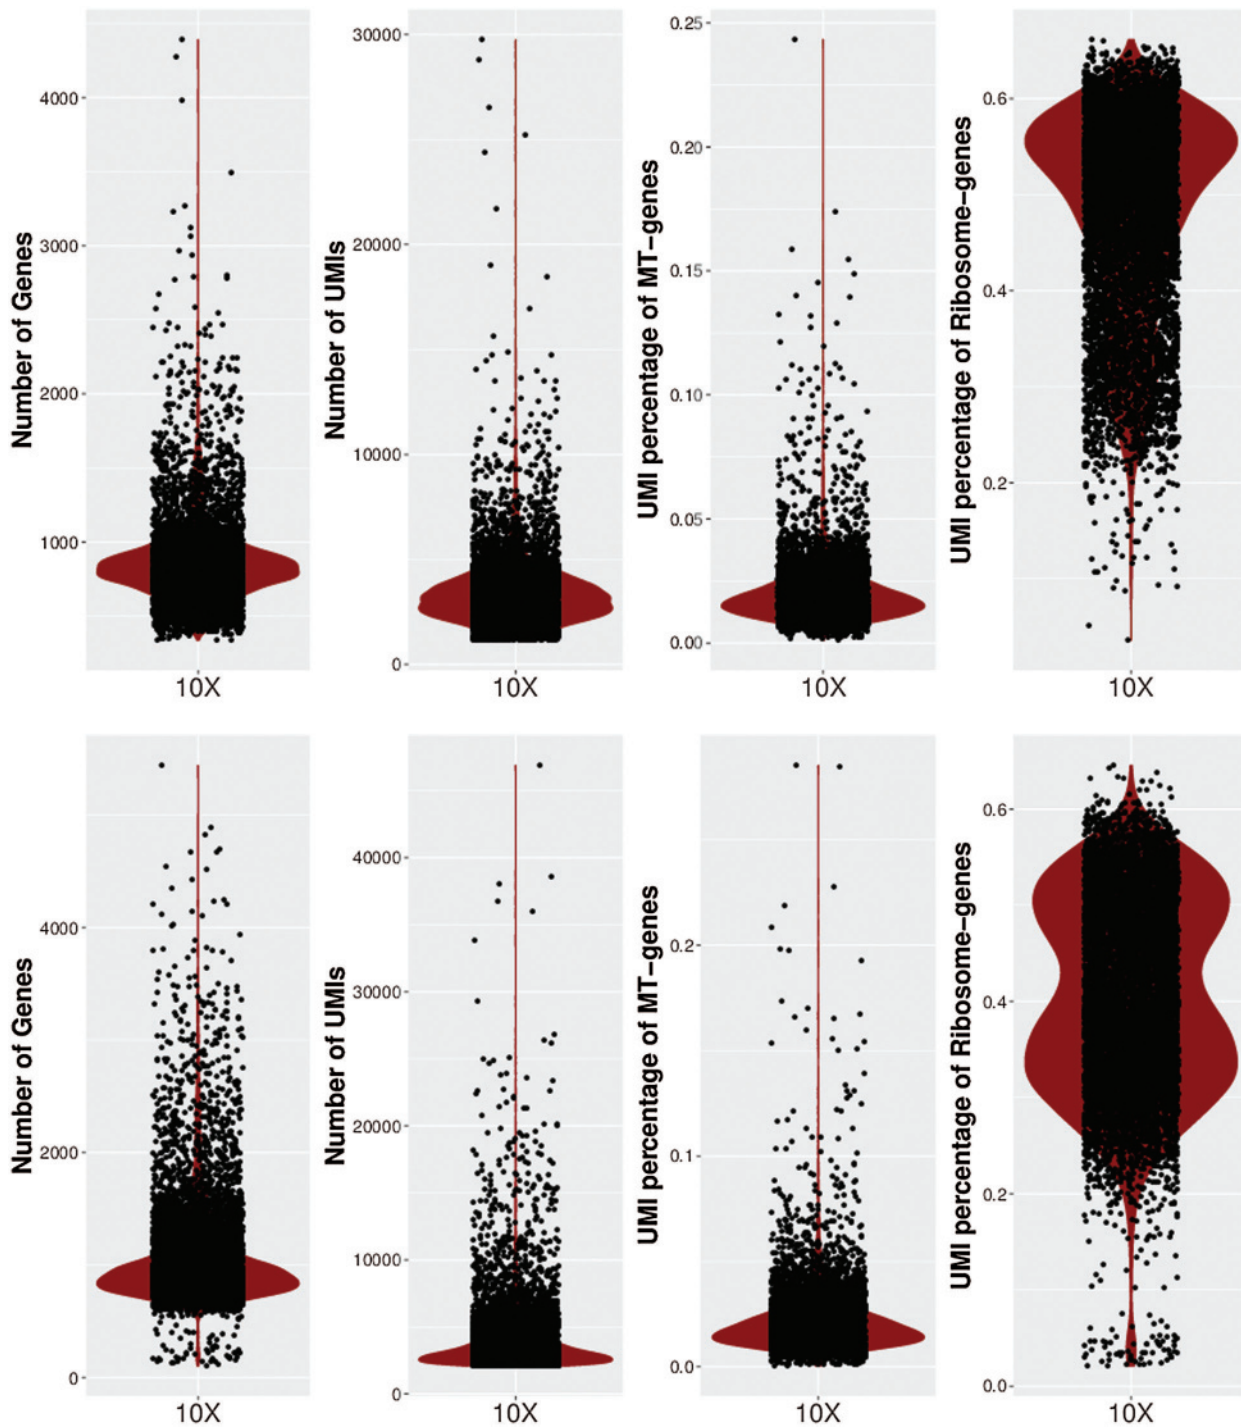 Number of Genes
4000
3000
2000
1000
10X
Number of UMIs
30000
20000
10000
0
10X
UMI percentage of MT-genes
0.25
0.20
0.15
0.10
0.05
0.00
10X
UMI percentage of Ribosome-genes
0.6
0.4
0.2
10X
Number of Genes
4000
2000
0
10X
Number of UMIs
40000
30000
20000
10000
0
10X
UMI percentage of MT-genes
0.2
0.1
0.0
10X
UMI percentage of Ribosome-genes
0.6
0.4
0.2
0.0
10X